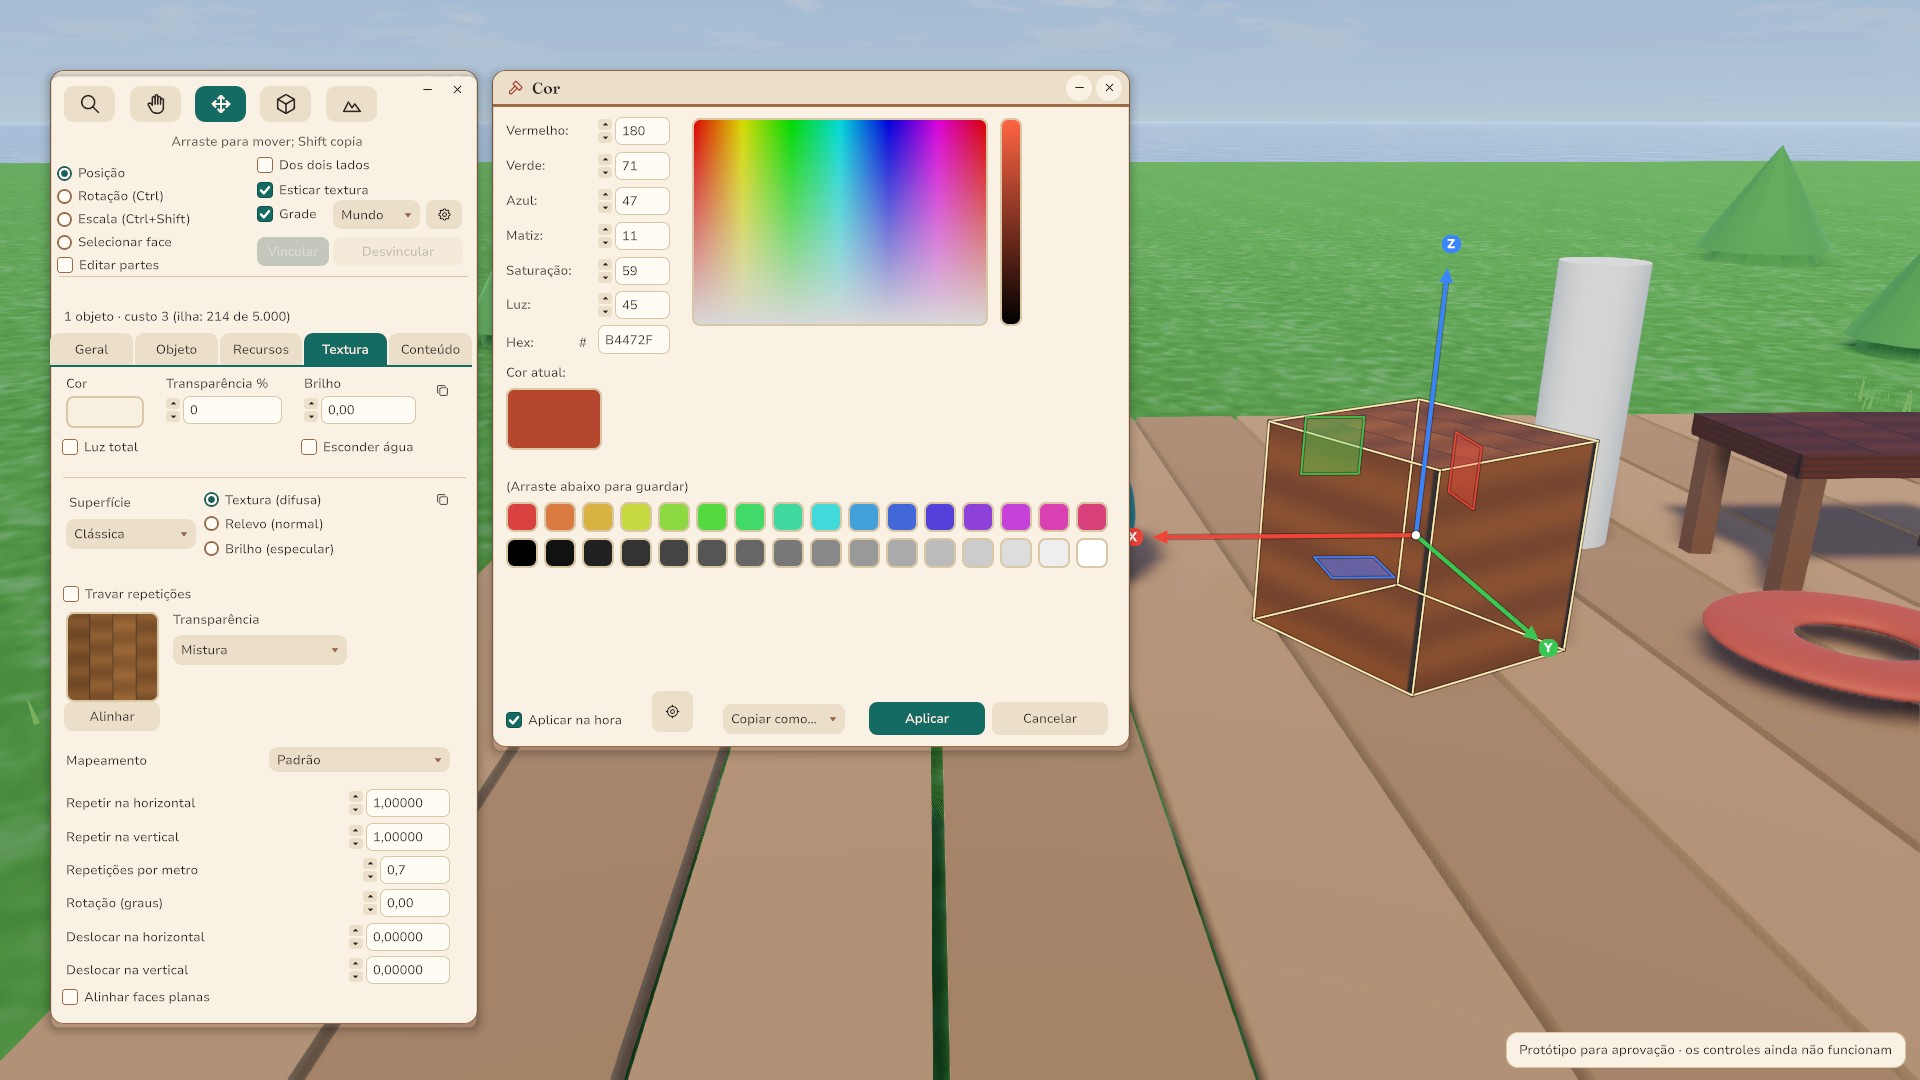 Arraste para mover; Shift copia
Posição
Rotação (Ctrl)
Escala (Ctrl+Shift)
Selecionar face
Editar partes
Dos dois lados
Esticar textura
Grade
Mundo
Vincular
Desvincular
1 objeto · custo 3 (ilha: 214 de 5.000)
Geral
Objeto
Recursos
Textura
Conteúdo
Cor
Transparência %
Brilho
0
0,00
Luz total
Esconder água
Superfície
Clássica
Textura (difusa)
Relevo (normal)
Brilho (especular)
Travar repetições
Transparência
Mistura
Alinhar
Mapeamento
Padrão
Repetir na horizontal
1,00000
Repetir na vertical
1,00000
Repetições por metro
0,7
Rotação (graus)
0,00
Deslocar na horizontal
0,00000
Deslocar na vertical
0,00000
Alinhar faces planas
Cor
Vermelho:
180
Verde:
71
Azul:
47
Matiz:
11
Saturação:
59
Luz:
45
Hex:
#
B4472F
Cor atual:
(Arraste abaixo para guardar)
Aplicar na hora
Copiar como...
Aplicar
Cancelar
Z
X
Y
Protótipo para aprovação · os controles ainda não funcionam